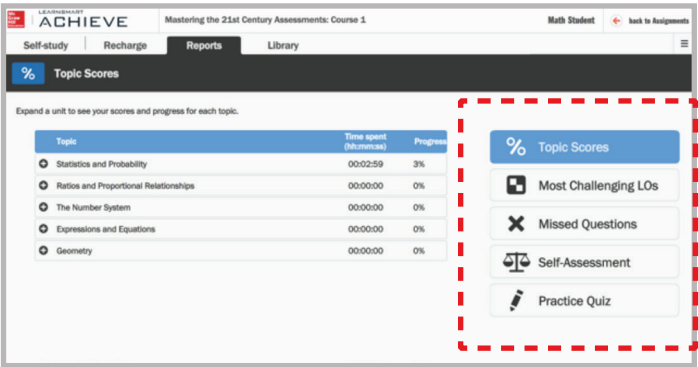 LEARNSMART
ACHIEVE
Mastering the 21st Century Assessments: Course 1
Math Student
back to Assignments
Self-study
Recharge
Reports
Library
% Topic Scores
Expand a unit to see your scores and progress for each topic.
Topic Time spent (hh:mm:ss) Progress
Statistics and Probability 00:02:59 3%
Ratios and Proportional Relationships 00:00:00 0%
The Number System 00:00:00 0%
Expressions and Equations 00:00:00 0%
Geometry 00:00:00 0%
% Topic Scores
Most Challenging LOs
Missed Questions
Self-Assessment
Practice Quiz